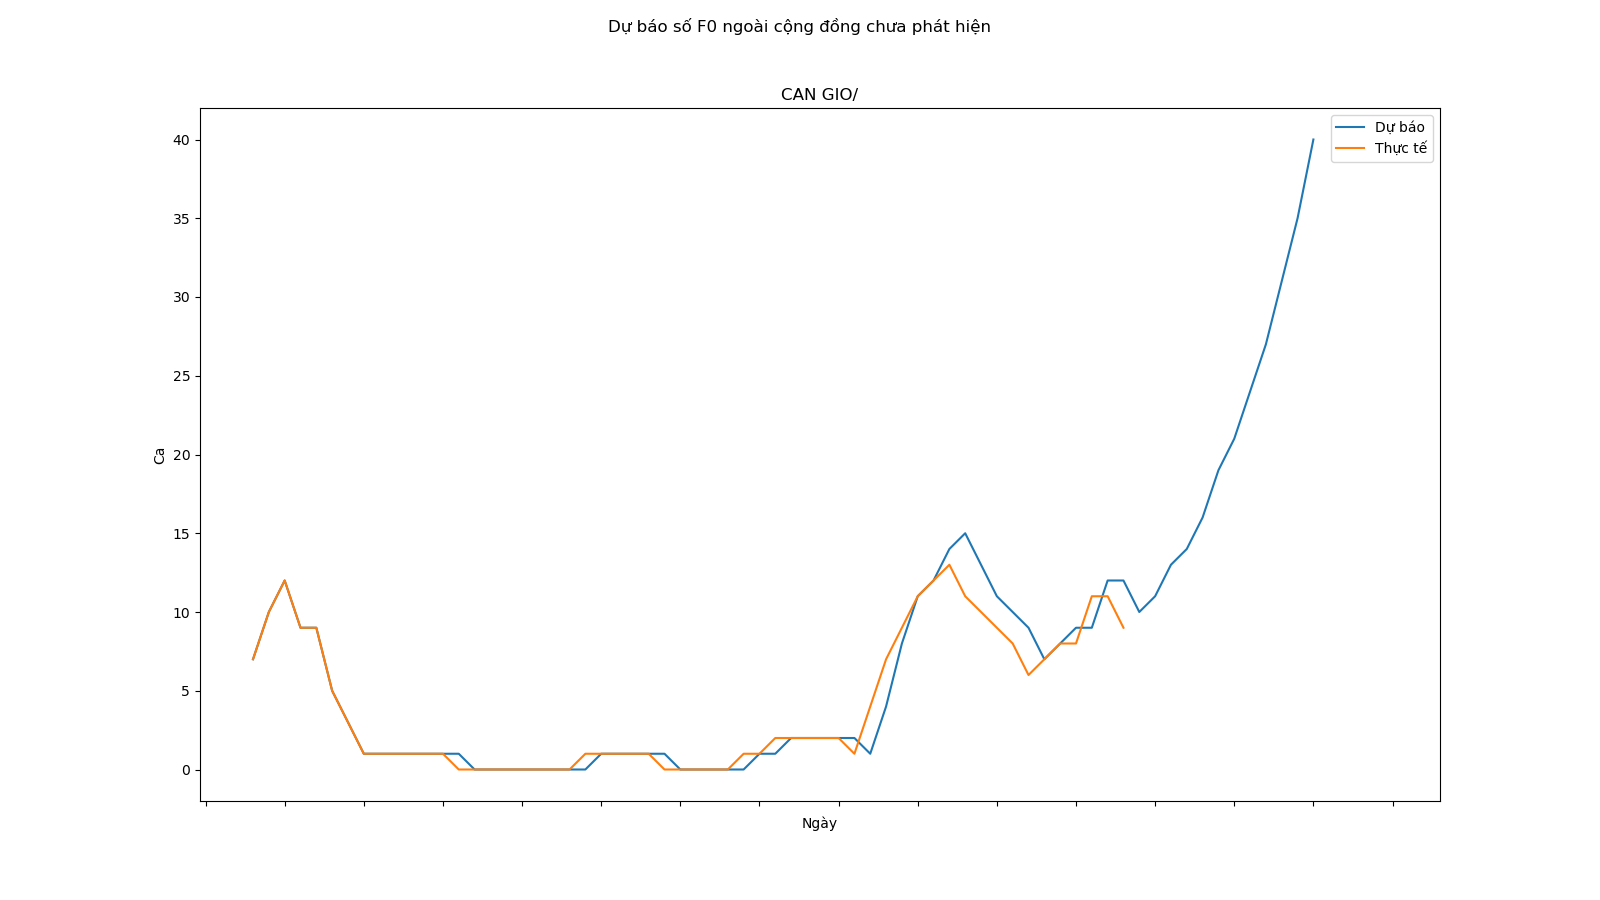 Dự báo số F0 ngoài cộng đồng chưa phát hiện
CAN GIO/
Dự báo
Thực tế
40
35
30
25
20
15
10
5
0
Ca
Ngày